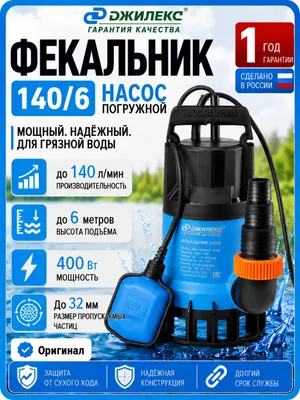 ДЖИЛЕКС
ГАРАНТИЯ КАЧЕСТВА
ФЕКАЛЬНИК
1 ГОД
ГАРАНТИИ
140/6 НАСОС
ПОГРУЖНОЙ
СДЕЛАНО
В РОССИИ
МОЩНЫЙ. НАДЁЖНЫЙ.
ДЛЯ ГРЯЗНОЙ ВОДЫ
до 140 л/мин
ПРОИЗВОДИТЕЛЬНОСТЬ
до 6 метров
ВЫСОТА ПОДЪЁМА
400 Вт
МОЩНОСТЬ
До 32 мм
РАЗМЕР ПРОПУСКАЕМЫХ
ЧАСТИЦ
ДЖИЛЕКС
ФЕКАЛЬНИК 140/6
Оригинал
ЗАЩИТА
ОТ СУХОГО ХОДА
НАДЁЖНАЯ
КОНСТРУКЦИЯ
ДОЛГИЙ
СРОК СЛУЖБЫ